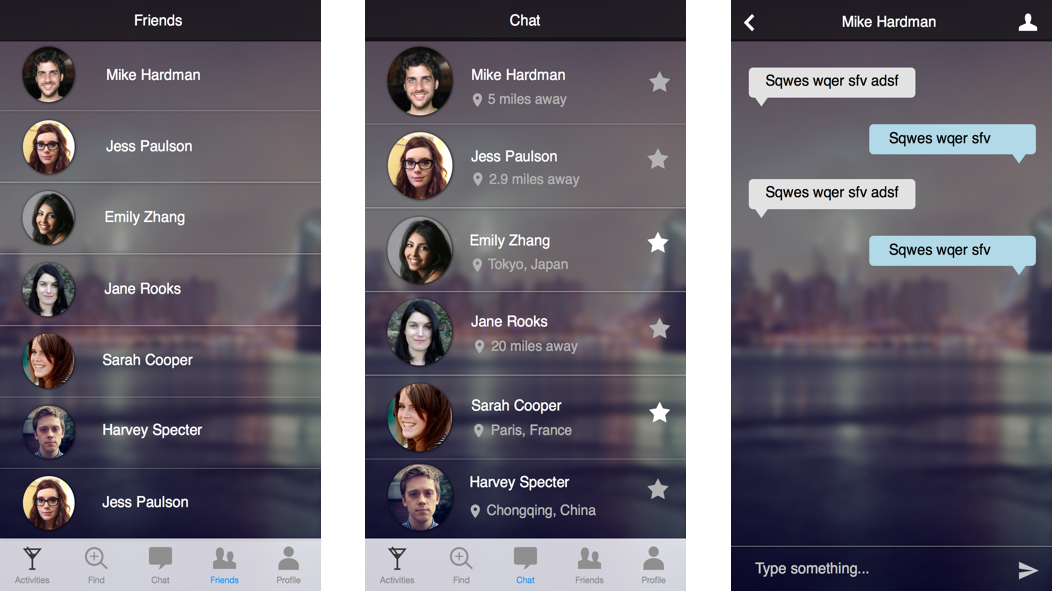 Friends
Mike Hardman
Jess Paulson
Emily Zhang
Jane Rooks
Sarah Cooper
Harvey Specter
Jess Paulson
Activities
Find
Chat
Friends
Profile
Chat
Mike Hardman
5 miles away
Jess Paulson
2.9 miles away
Emily Zhang
Tokyo, Japan
Jane Rooks
20 miles away
Sarah Cooper
Paris, France
Harvey Specter
Chongqing, China
Activities
Find
Chat
Friends
Profile
Mike Hardman
Sqwes wqer sfv adsf
Sqwes wqer sfv
Sqwes wqer sfv adsf
Sqwes wqer sfv
Type something...